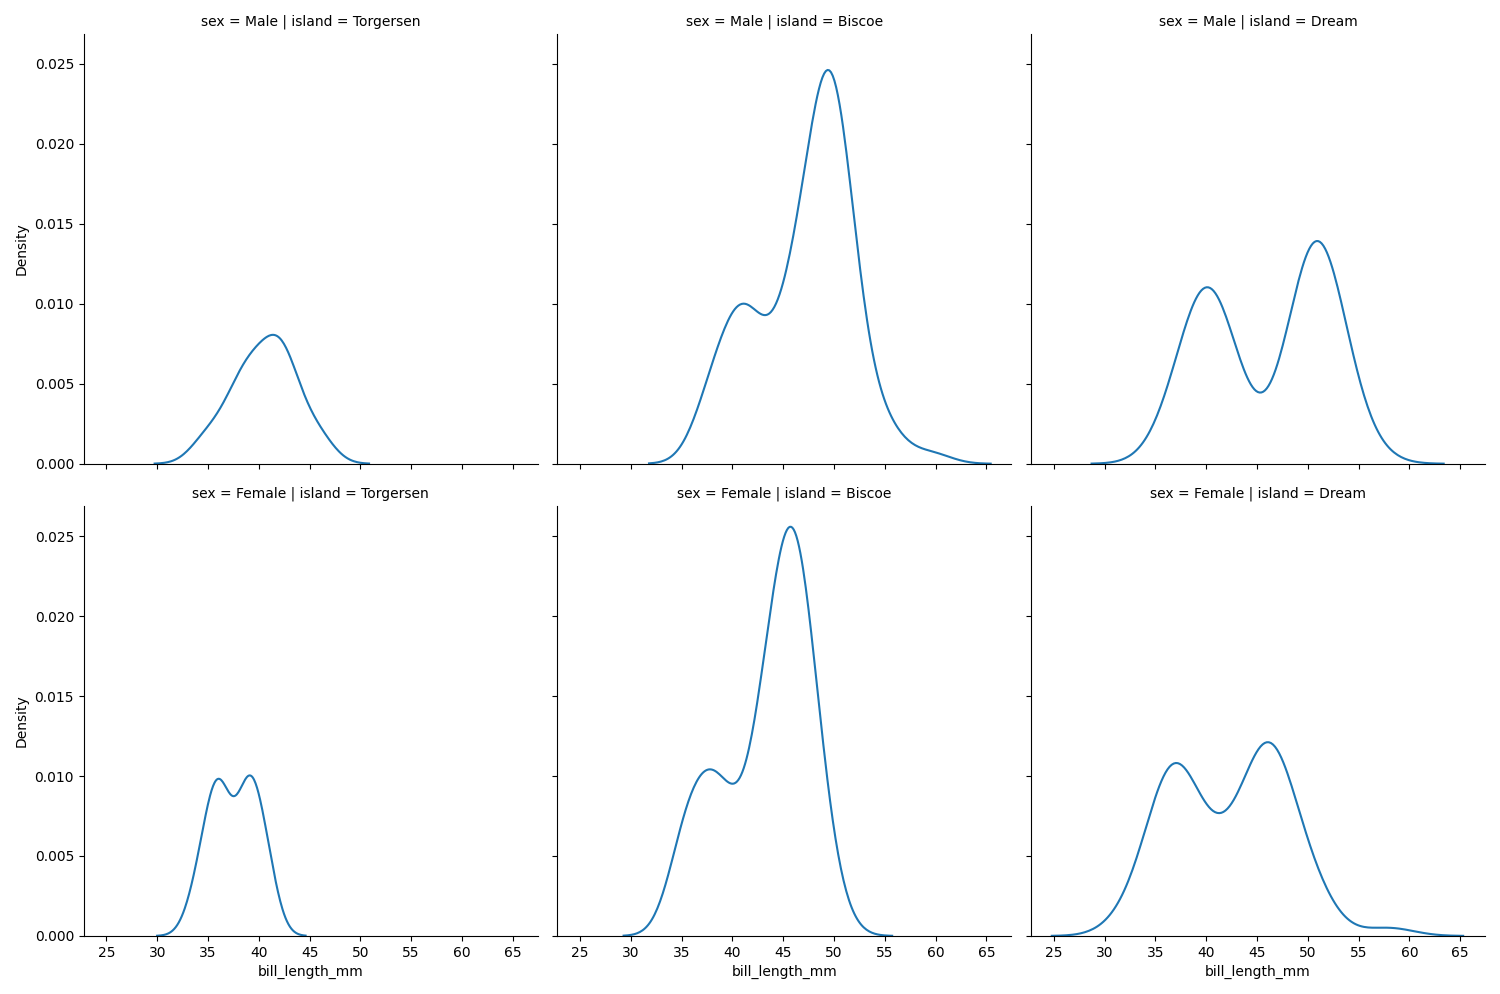 sex = Male | island = Torgersen
sex = Male | island = Biscoe
sex = Male | island = Dream
0.025
0.020
0.015
0.010
0.005
0.000
Density
sex = Female | island = Torgersen
sex = Female | island = Biscoe
sex = Female | island = Dream
0.025
0.020
0.015
0.010
0.005
0.000
Density
25 30 35 40 45 50 55 60 65
25 30 35 40 45 50 55 60 65
25 30 35 40 45 50 55 60 65
bill_length_mm
bill_length_mm
bill_length_mm